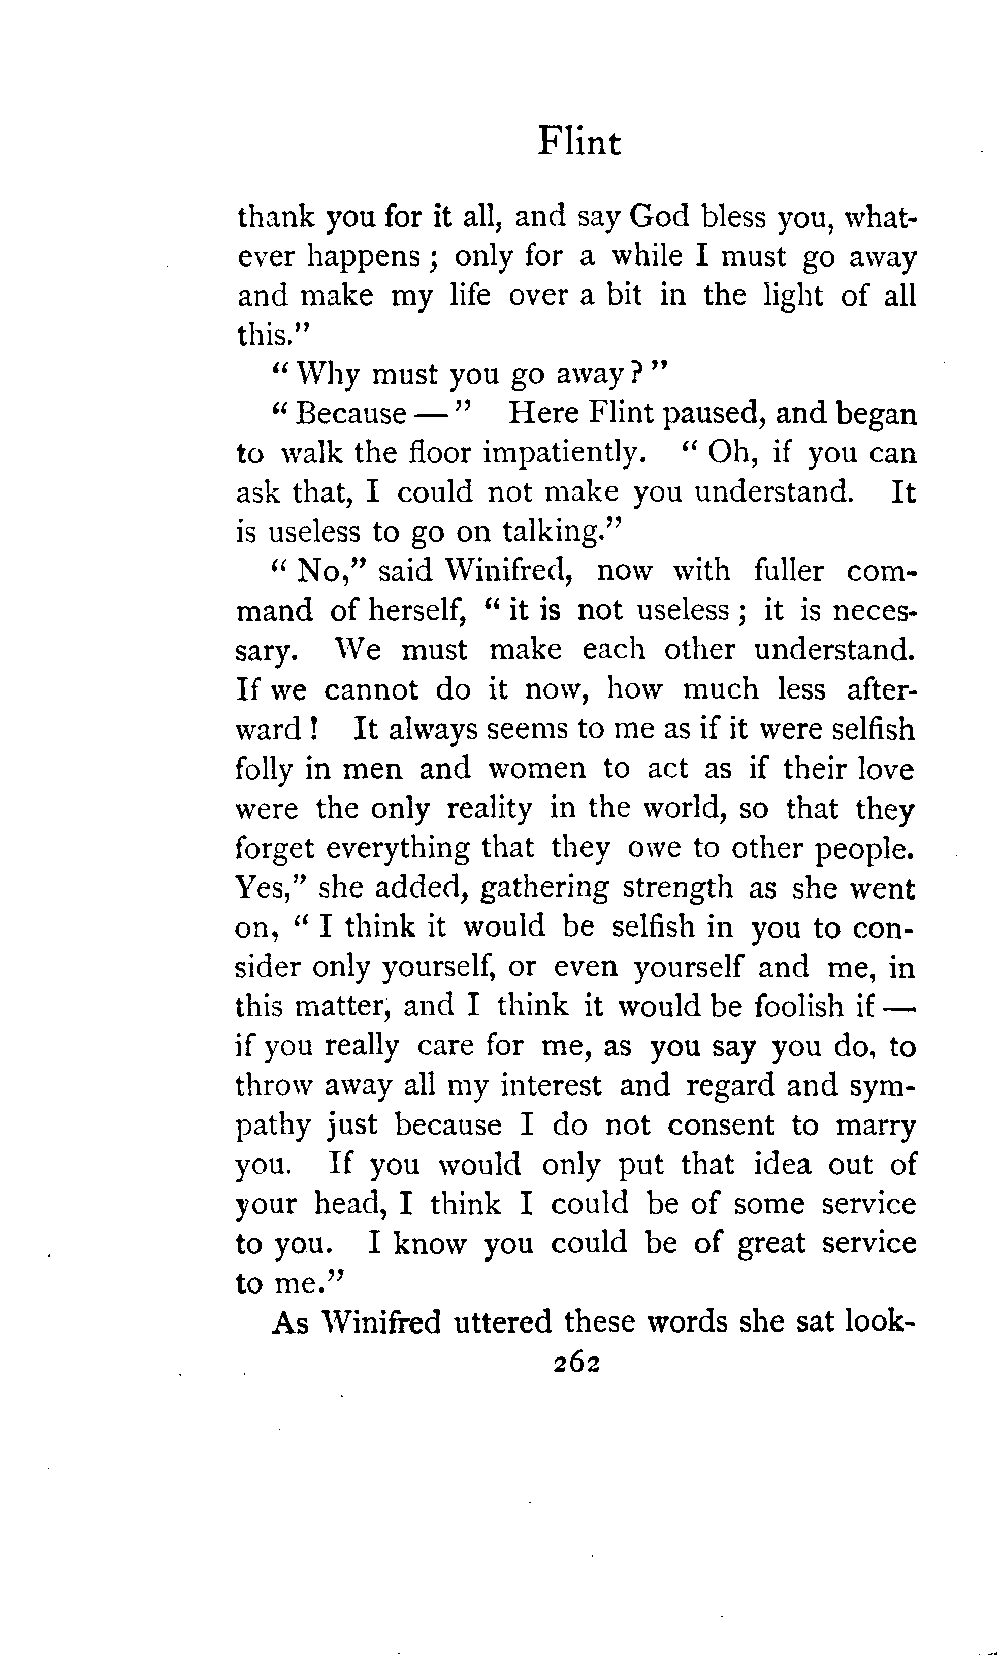 Flint
thank you for it all, and say God bless you, what-
ever happens ; only for a while I must go away
and make my life over a bit in the light of all
this."
" Why must you go away ? "
" Because — " Here Flint paused, and began
to walk the floor impatiently. " Oh, if you can
ask that, I could not make you understand. It
is useless to go on talking."
" No," said Winifred, now with fuller com-
mand of herself, " it is not useless ; it is neces-
sary. We must make each other understand.
If we cannot do it now, how much less after-
ward ! It always seems to me as if it were selfish
folly in men and women to act as if their love
were the only reality in the world, so that they
forget everything that they owe to other people.
Yes," she added, gathering strength as she went
on, " I think it would be selfish in you to con-
sider only yourself, or even yourself and me, in
this matter, and I think it would be foolish if —
if you really care for me, as you say you do, to
throw away all my interest and regard and sym-
pathy just because I do not consent to marry
you. If you would only put that idea out of
your head, I think I could be of some service
to you. I know you could be of great service
to me."
As Winifred uttered these words she sat look-
262